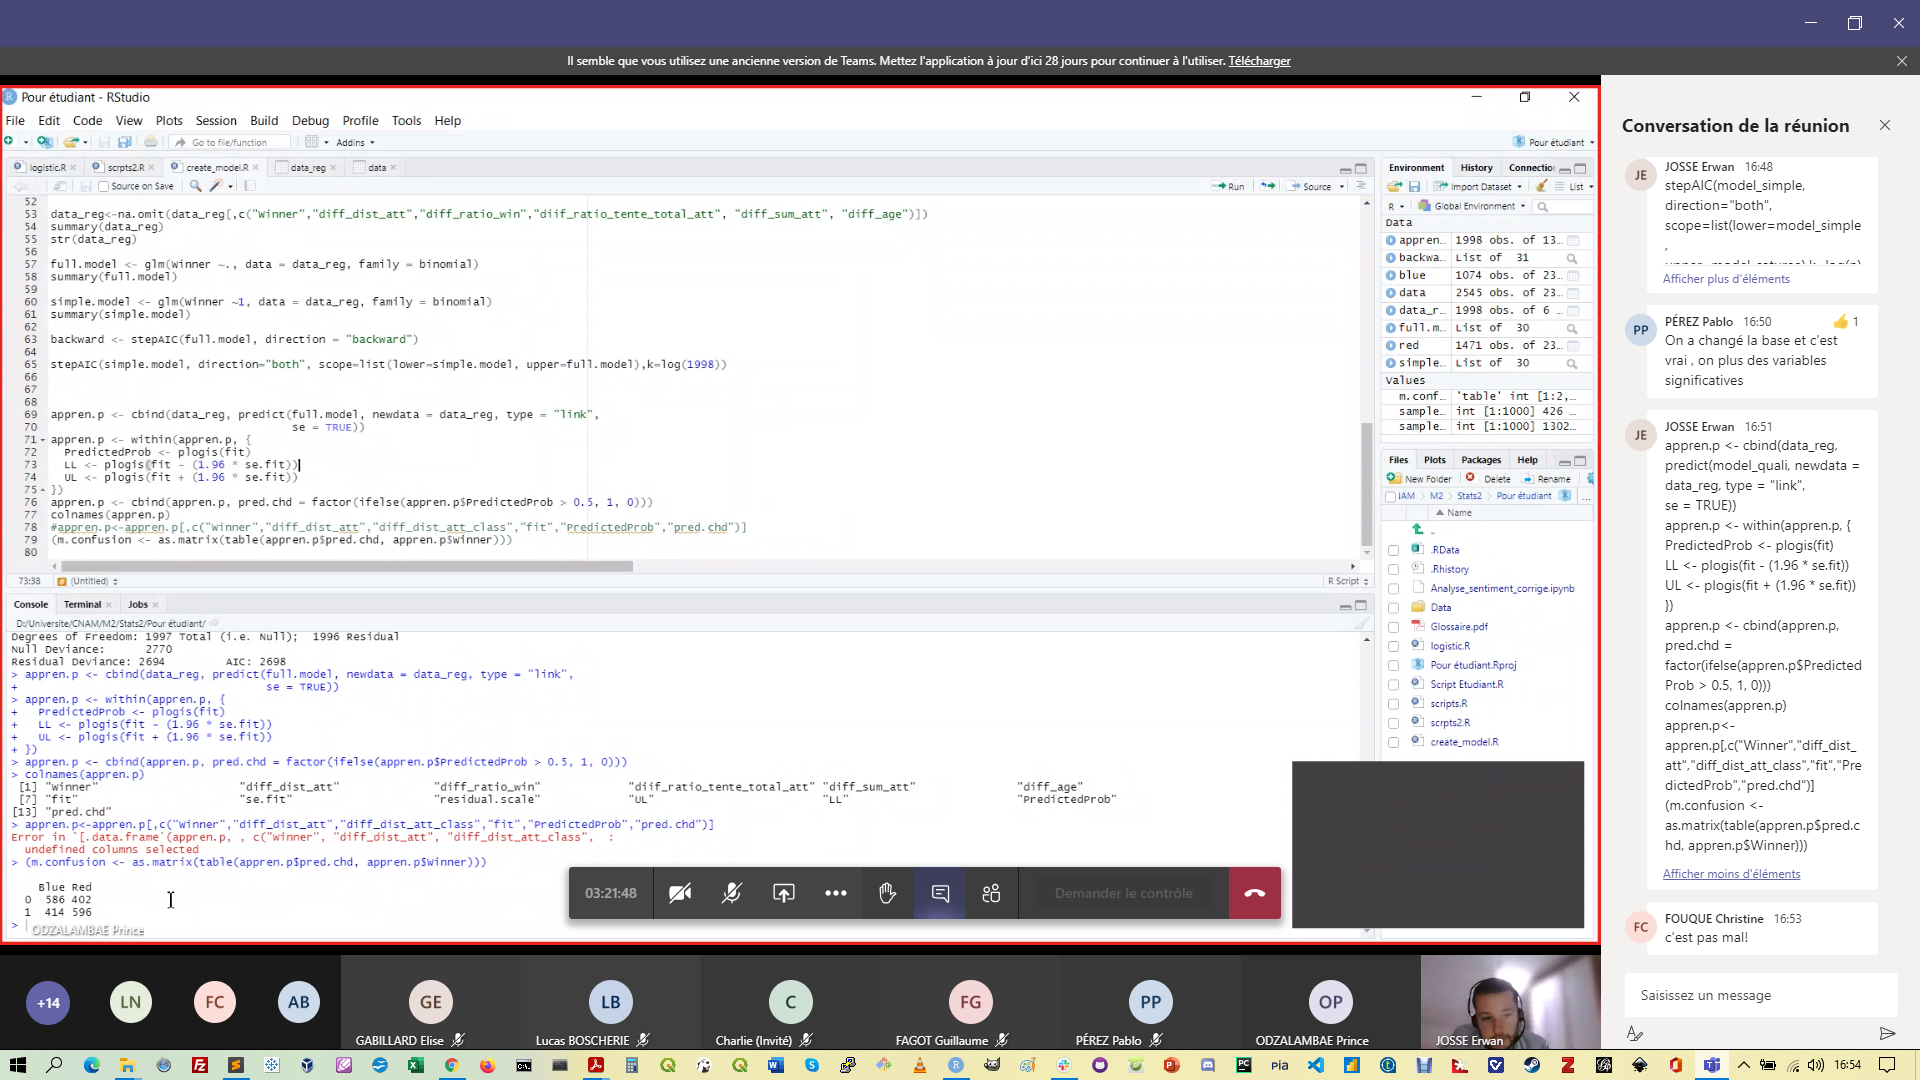 Il semble que vous utilisez une ancienne version de Teams. Mettez l'application à jour d'ici 28 jours pour continuer à l'utiliser. Télécharger
Pour étudiant - RStudio
File Edit Code View Plots Session Build Debug Profile Tools Help
Go to file/function Addins Pour étudiant
logistic.R scrpts2.R create_model.R data_reg data
Source on Save Run Source
52
53 data_reg<-na.omit(data_reg[,c("Winner","diff_dist_att","diff_ratio_win","diif_ratio_tente_total_att", "diff_sum_att", "diff_age")])
54 summary(data_reg)
55 str(data_reg)
56
57 full.model <- glm(Winner ~., data = data_reg, family = binomial)
58 summary(full.model)
59
60 simple.model <- glm(Winner ~1, data = data_reg, family = binomial)
61 summary(simple.model)
62
63 backward <- stepAIC(full.model, direction = "backward")
64
65 stepAIC(simple.model, direction="both", scope=list(lower=simple.model, upper=full.model),k=log(1998))
66
67
68
69 appren.p <- cbind(data_reg, predict(full.model, newdata = data_reg, type = "link",
70 se = TRUE))
71 appren.p <- within(appren.p, {
72 PredictedProb <- plogis(fit)
73 LL <- plogis(fit - (1.96 * se.fit))
74 UL <- plogis(fit + (1.96 * se.fit))
75 })
76 appren.p <- cbind(appren.p, pred.chd = factor(ifelse(appren.p$PredictedProb > 0.5, 1, 0)))
77 colnames(appren.p)
78 #appren.p<-appren.p[,c("Winner","diff_dist_att","diff_dist_att_class","fit","PredictedProb","pred.chd")]
79 (m.confusion <- as.matrix(table(appren.p$pred.chd, appren.p$Winner)))
80
73:38 (Untitled) R Script
Console Terminal Jobs
D:/Universite/CNAM/M2/Stats2/Pour étudiant/
Degrees of Freedom: 1997 Total (i.e. Null); 1996 Residual
Null Deviance: 2770
Residual Deviance: 2694 AIC: 2698
> appren.p <- cbind(data_reg, predict(full.model, newdata = data_reg, type = "link",
+ se = TRUE))
> appren.p <- within(appren.p, {
+ PredictedProb <- plogis(fit)
+ LL <- plogis(fit - (1.96 * se.fit))
+ UL <- plogis(fit + (1.96 * se.fit))
+ })
> appren.p <- cbind(appren.p, pred.chd = factor(ifelse(appren.p$PredictedProb > 0.5, 1, 0)))
> colnames(appren.p)
[1] "Winner" "diff_dist_att" "diff_ratio_win" "diif_ratio_tente_total_att" "diff_sum_att" "diff_age"
[7] "fit" "se.fit" "residual.scale" "UL" "LL" "PredictedProb"
[13] "pred.chd"
> appren.p<-appren.p[,c("Winner","diff_dist_att","diff_dist_att_class","fit","PredictedProb","pred.chd")]
Error in `[.data.frame`(appren.p, , c("Winner", "diff_dist_att", "diff_dist_att_class", :
undefined columns selected
> (m.confusion <- as.matrix(table(appren.p$pred.chd, appren.p$Winner)))
Blue Red
0 586 402
1 414 596
>
ODZALAMBAE Prince
Environment History Connectio
Import Dataset List
R Global Environment
Data
appren... 1998 obs. of 13...
backwa... List of 31
blue 1074 obs. of 23...
data 2545 obs. of 23...
data_r... 1998 obs. of 6 ...
full.m... List of 30
red 1471 obs. of 23...
simple... List of 30
Values
m.conf... 'table' int [1:2,...
sample... int [1:1000] 426 ...
sample... int [1:1000] 1302...
Files Plots Packages Help
New Folder Delete Rename
IAM M2 Stats2 Pour étudiant ...
Name
..
.RData
.Rhistory
Analyse_sentiment_corrige.ipynb
Data
Glossaire.pdf
logistic.R
Pour étudiant.Rproj
Script Etudiant.R
scripts.R
scrpts2.R
create_model.R
03:21:48 Demander le contrôle
Conversation de la réunion
JE JOSSE Erwan 16:48
stepAIC(model_simple,
direction="both",
scope=list(lower=model_simple
,
Afficher plus d'éléments
PP PÉREZ Pablo 16:50 1
On a changé la base et c'est
vrai , on plus des variables
significatives
JE JOSSE Erwan 16:51
appren.p <- cbind(data_reg,
predict(model_quali, newdata =
data_reg, type = "link",
se = TRUE))
appren.p <- within(appren.p, {
PredictedProb <- plogis(fit)
LL <- plogis(fit - (1.96 * se.fit))
UL <- plogis(fit + (1.96 * se.fit))
})
appren.p <- cbind(appren.p,
pred.chd =
factor(ifelse(appren.p$Predicted
Prob > 0.5, 1, 0)))
colnames(appren.p)
appren.p<-
appren.p[,c("Winner","diff_dist_
att","diff_dist_att_class","fit","Pre
dictedProb","pred.chd")]
(m.confusion <-
as.matrix(table(appren.p$pred.c
hd, appren.p$Winner)))
Afficher moins d'éléments
FC FOUQUE Christine 16:53
c'est pas mal!
Saisissez un message
+14 LN FC AB GE LB C FG PP OP
GABILLARD Elise Lucas BOSCHERIE Charlie (Invité) FAGOT Guillaume PÉREZ Pablo ODZALAMBAE Prince JOSSE Erwan
pia 16:54